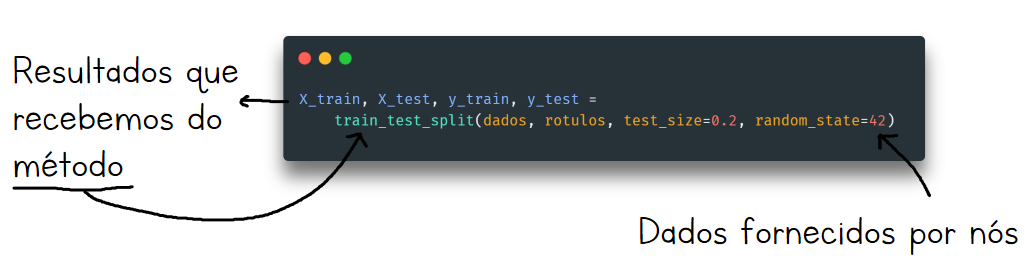 Resultados que
recebemos do
método
X_train, X_test, y_train, y_test =
train_test_split(dados, rotulos, test_size=0.2, random_state=42)
Dados fornecidos por nós